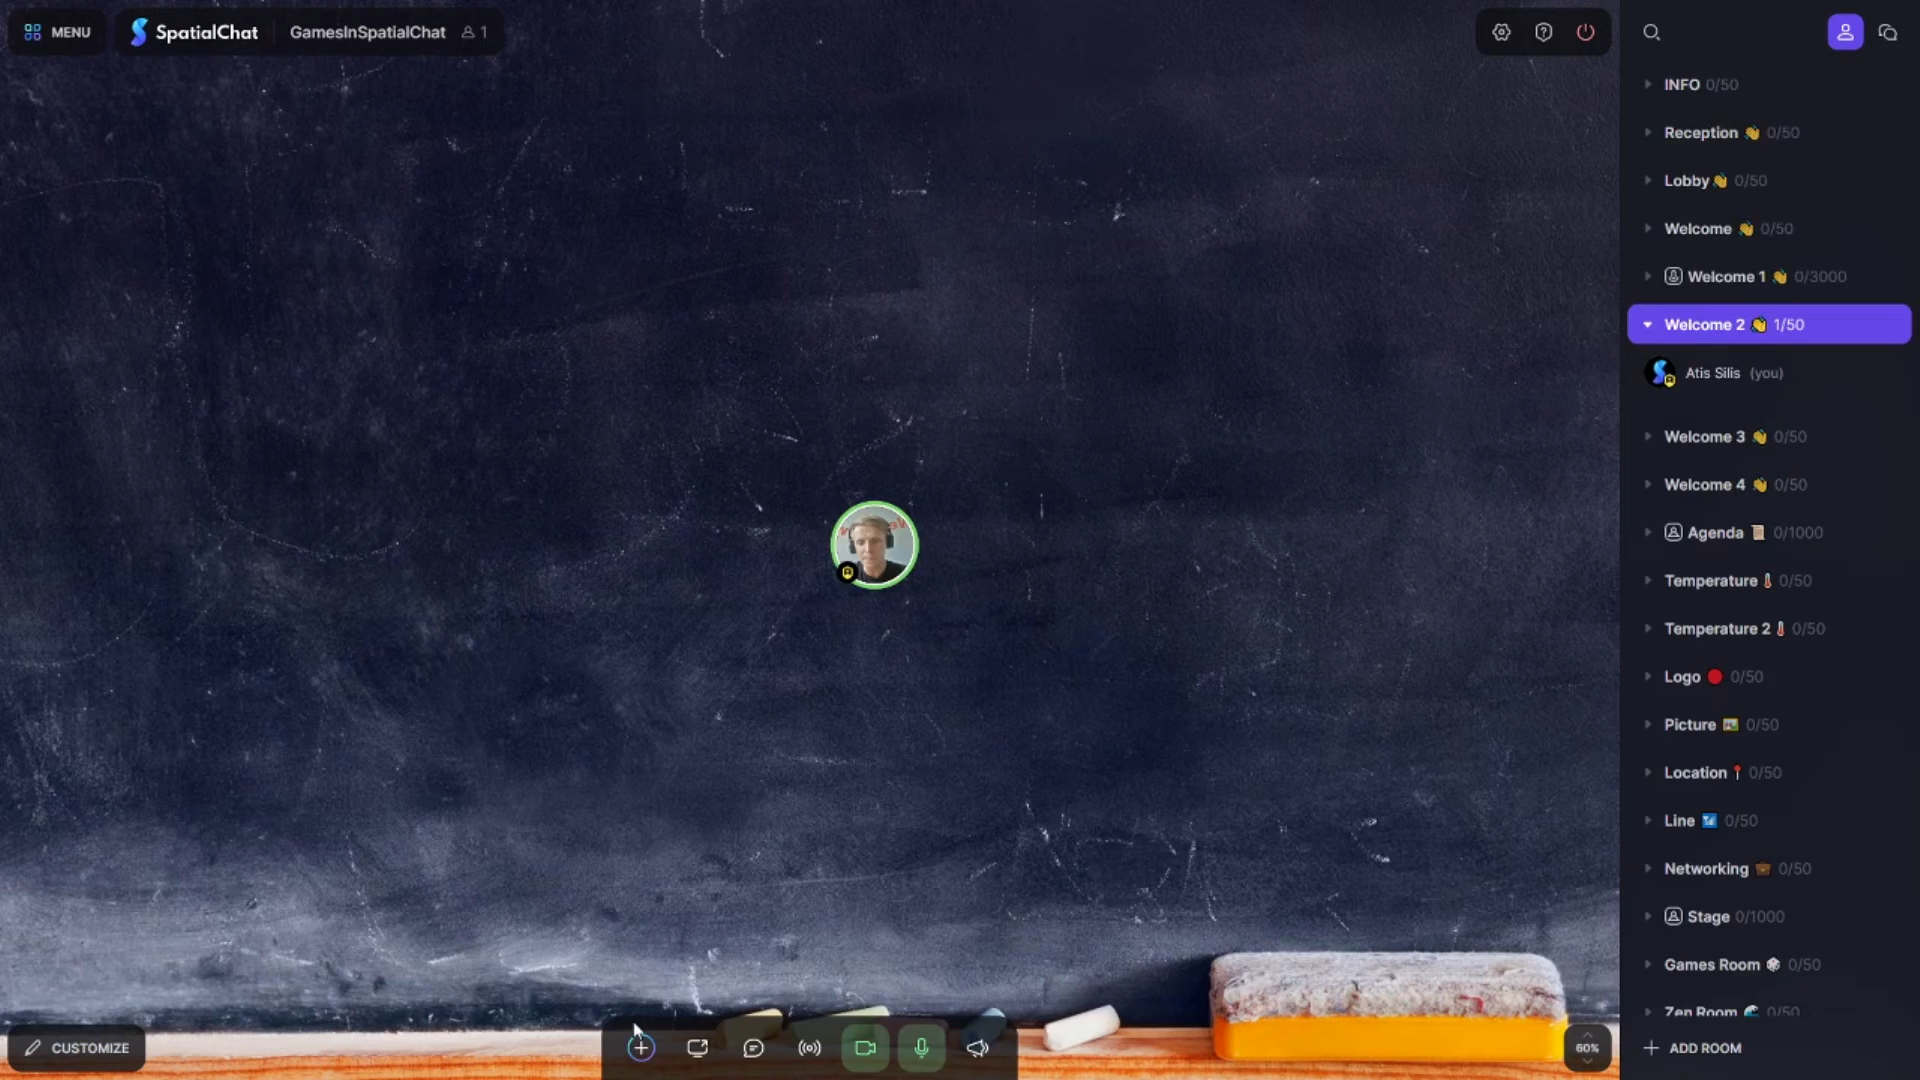 MENU
SpatialChat
GamesInSpatialChat 1
INFO 0/50
Reception 👋 0/50
Lobby 👋 0/50
Welcome 👋 0/50
Welcome 1 👋 0/3000
Welcome 2 👋 1/50
Atis Silis (you)
Welcome 3 👋 0/50
Welcome 4 👋 0/50
Agenda 📜 0/1000
Temperature 🌡 0/50
Temperature 2 🌡 0/50
Logo 🔴 0/50
Picture 🖼 0/50
Location 📍 0/50
Line 📶 0/50
Networking 💼 0/50
Stage 0/1000
Games Room 🎲 0/50
Zen Room 🌊 0/50
ADD ROOM
CUSTOMIZE
60%